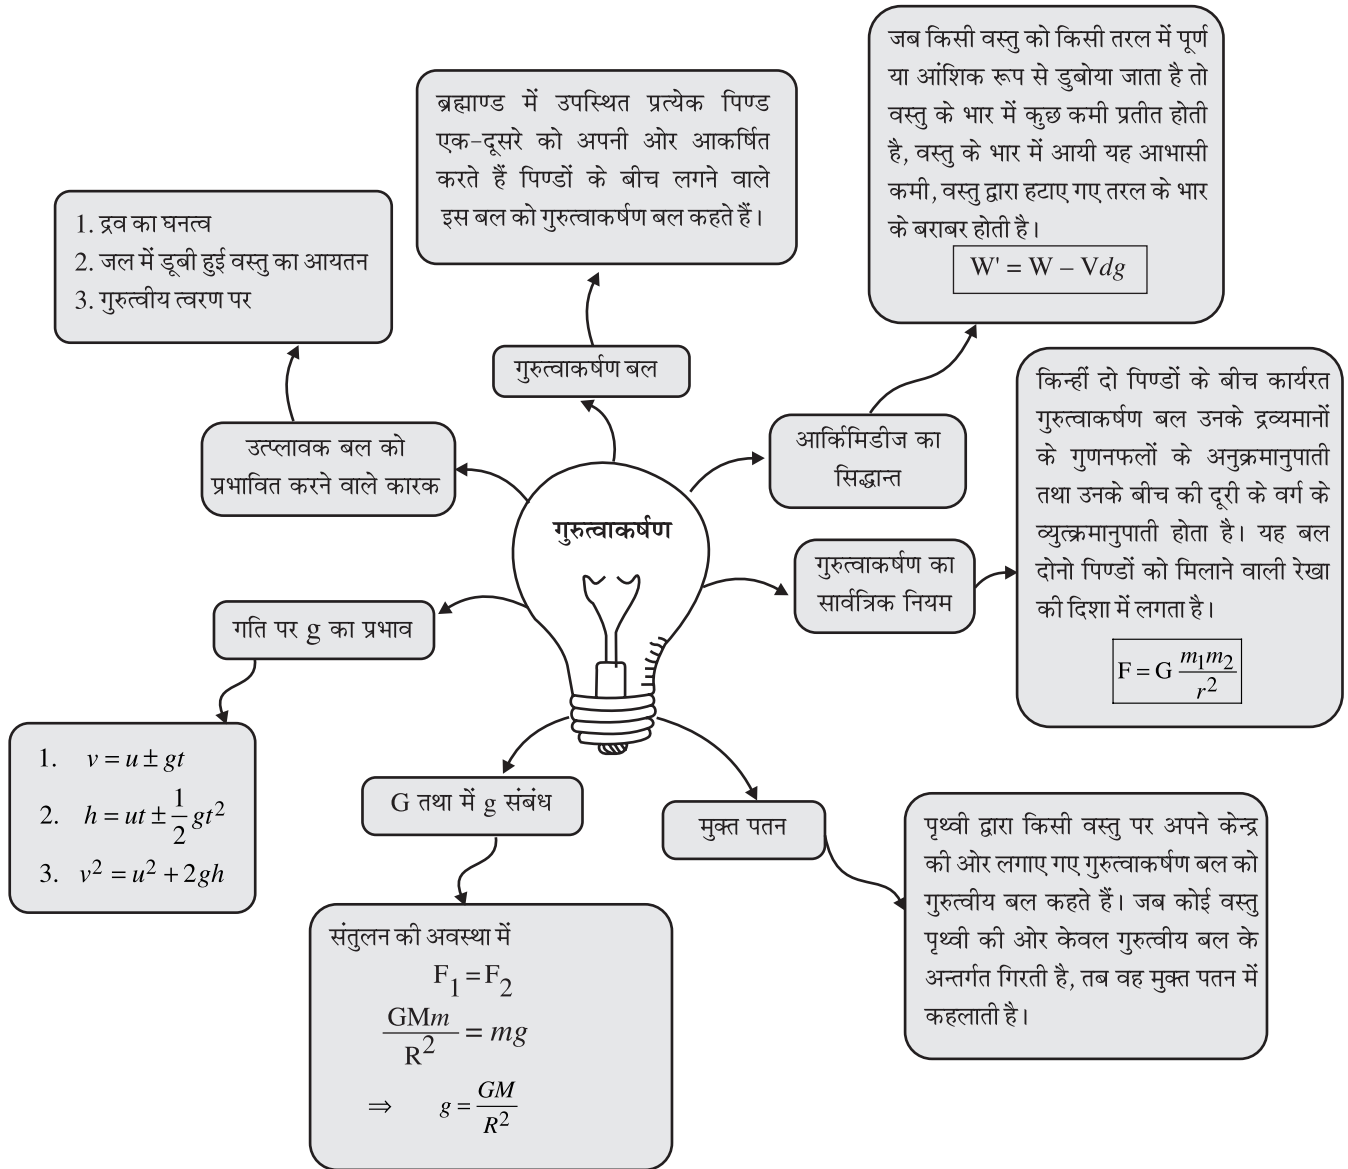 जब किसी वस्तु को किसी तरल में पूर्ण
या आंशिक रूप से डुबोया जाता है तो
वस्तु के भार में कुछ कमी प्रतीत होती
है, वस्तु के भार में आयी यह आभासी
कमी, वस्तु द्वारा हटाए गए तरल के भार
के बराबर होती है।
W' = W – Vdg
ब्रह्माण्ड में उपस्थित प्रत्येक पिण्ड
एक-दूसरे को अपनी ओर आकर्षित
करते हैं पिण्डों के बीच लगने वाले
इस बल को गुरुत्वाकर्षण बल कहते हैं।
1. द्रव का घनत्व
2. जल में डूबी हुई वस्तु का आयतन
3. गुरुत्वीय त्वरण पर
गुरुत्वाकर्षण बल
आर्किमिडीज का
सिद्धान्त
उत्प्लावक बल को
प्रभावित करने वाले कारक
किन्हीं दो पिण्डों के बीच कार्यरत
गुरुत्वाकर्षण बल उनके द्रव्यमानों
के गुणनफलों के अनुक्रमानुपाती
तथा उनके बीच की दूरी के वर्ग के
व्युत्क्रमानुपाती होता है। यह बल
दोनो पिण्डों को मिलाने वाली रेखा
की दिशा में लगता है।
F = G m₁m₂/r²
गुरुत्वाकर्षण
गुरुत्वाकर्षण का
सार्वत्रिक नियम
गति पर g का प्रभाव
1. v = u ± gt
2. h = ut ± 1/2 gt²
3. v² = u² + 2gh
G तथा में g संबंध
मुक्त पतन
पृथ्वी द्वारा किसी वस्तु पर अपने केन्द्र
की ओर लगाए गए गुरुत्वाकर्षण बल को
गुरुत्वीय बल कहते हैं। जब कोई वस्तु
पृथ्वी की ओर केवल गुरुत्वीय बल के
अन्तर्गत गिरती है, तब वह मुक्त पतन में
कहलाती है।
संतुलन की अवस्था में
F₁ = F₂
GMm/R² = mg
⇒ g = GM/R²